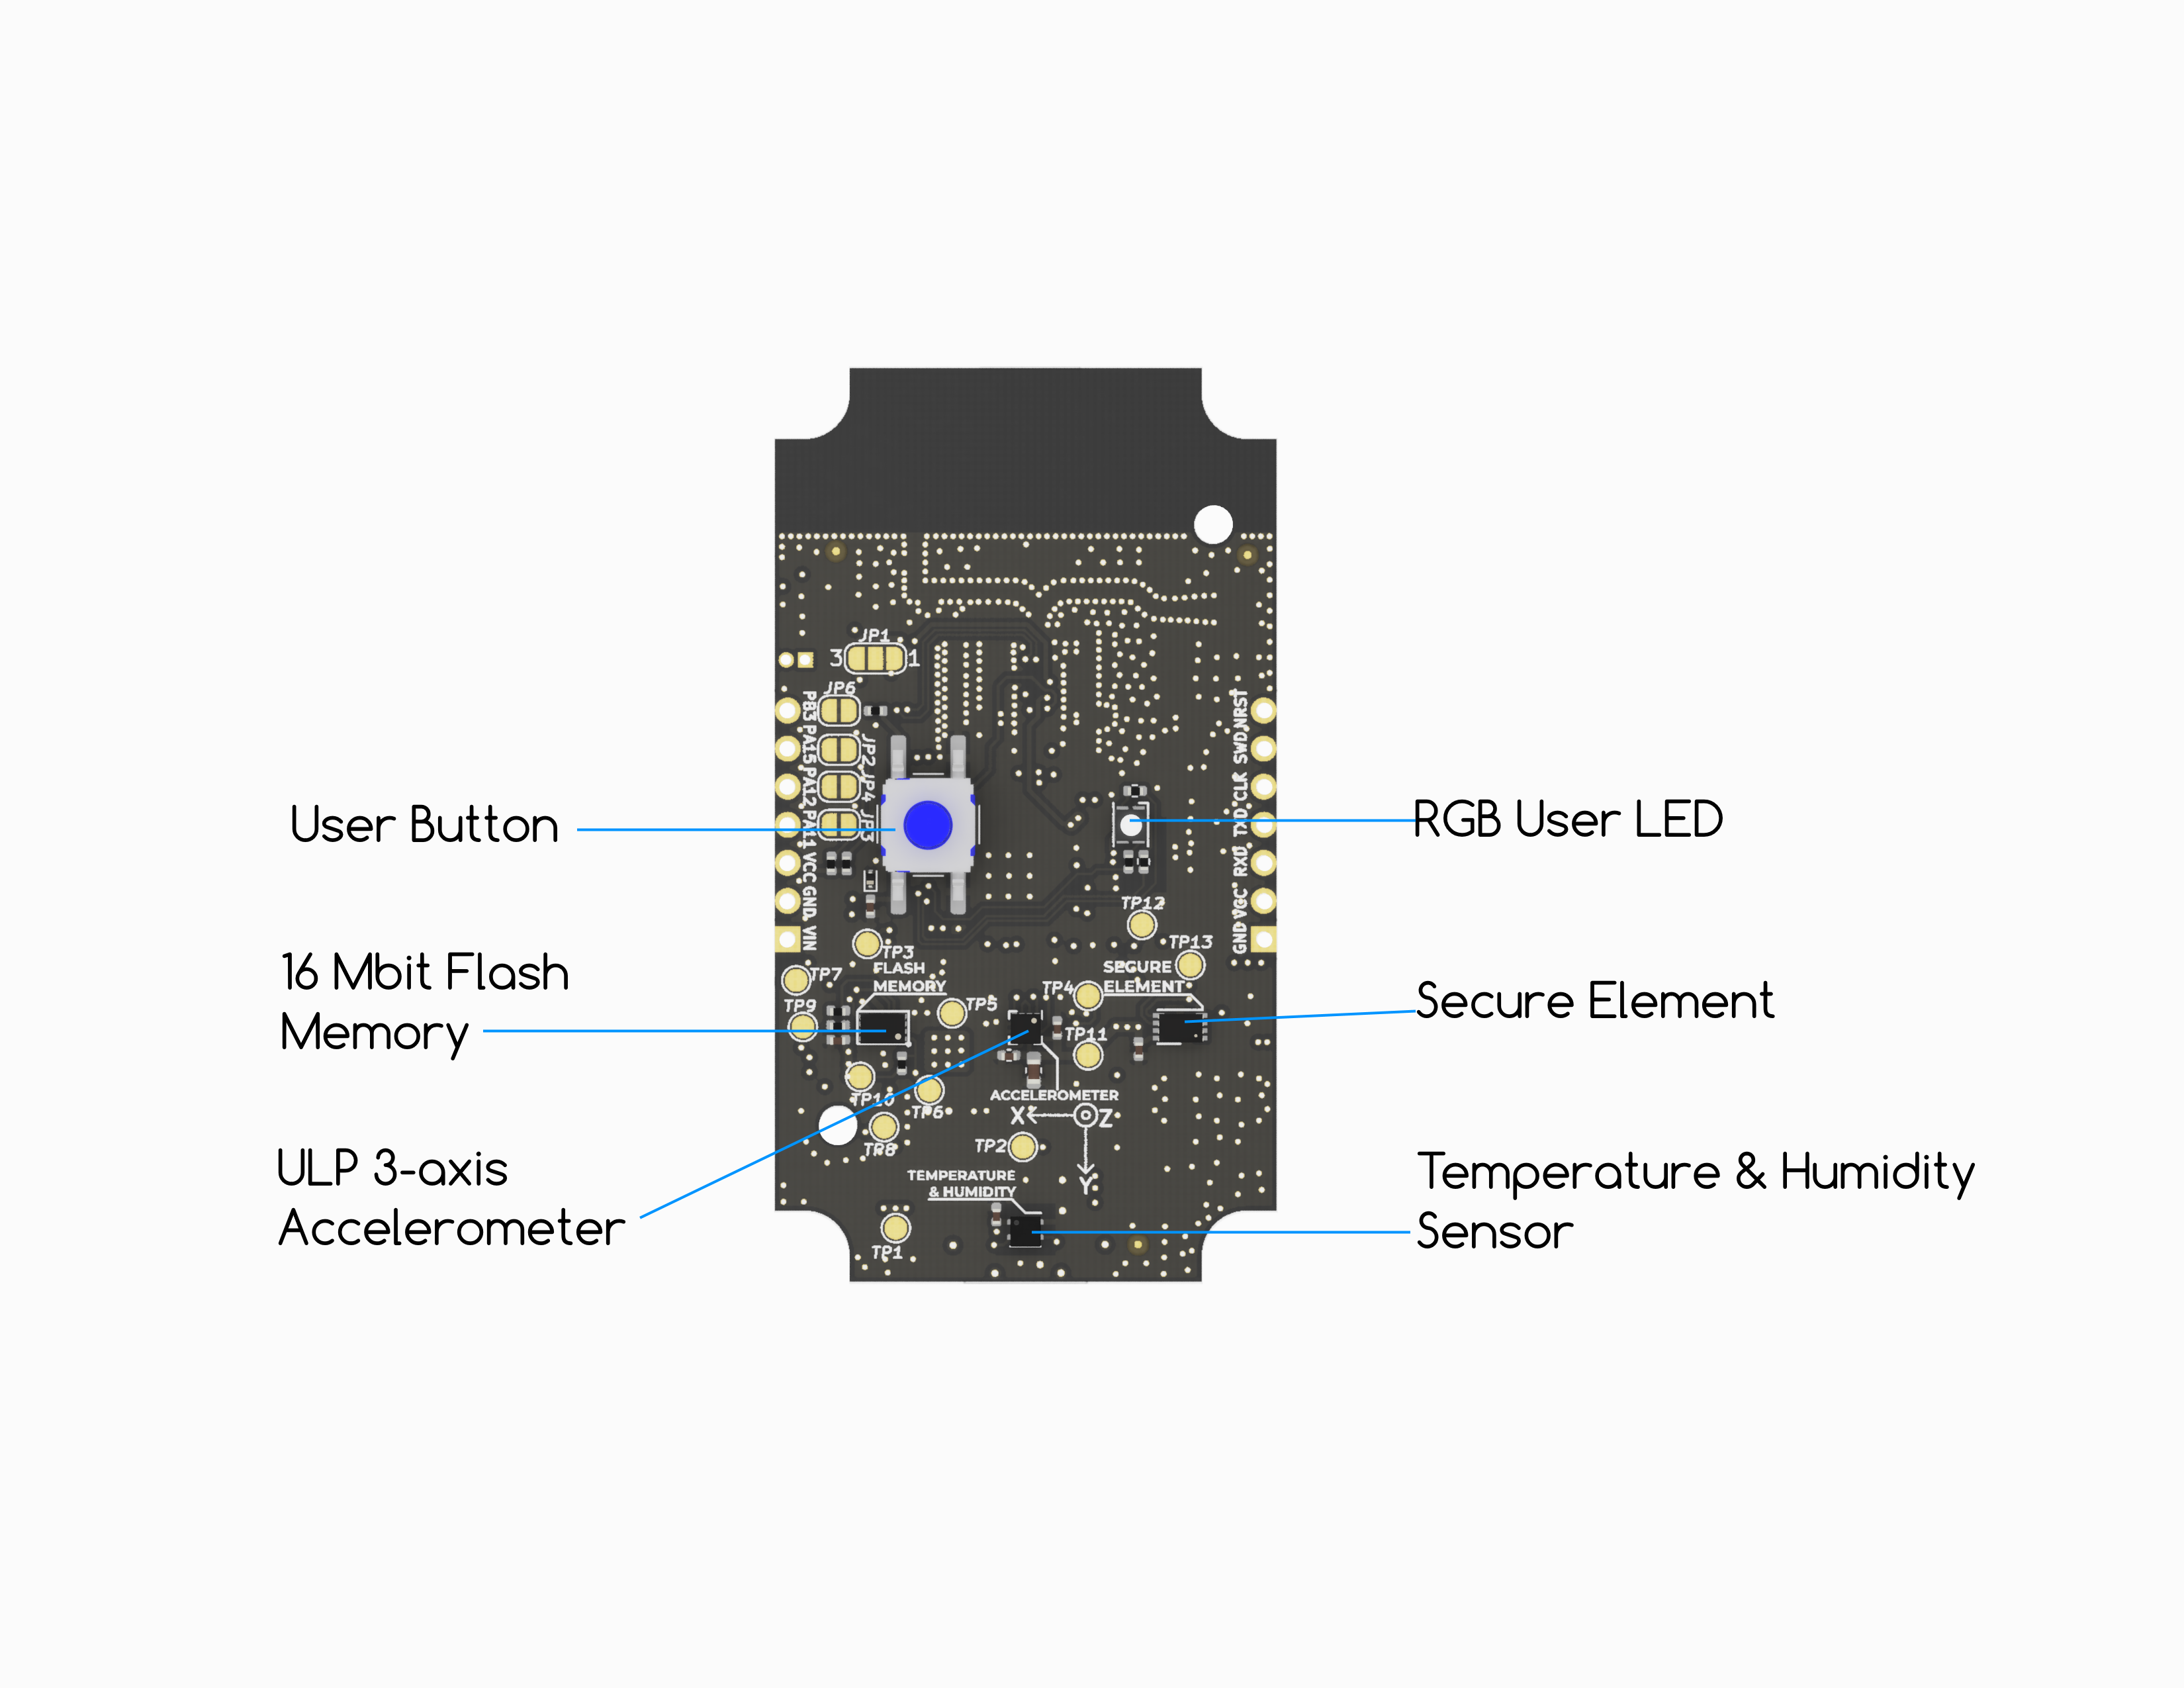 JP1
3 1
JP6
PB3 PA15 PA12 PA11 VCC GND VIN
JP2
JP4
JP3
NRST
SWD
CLK
TXD
RXD
VCC
GND
User Button
RGB User LED
TP12
TP13
TP3
FLASH
MEMORY
TP7
TP9
TP5
TP4
SECURE
ELEMENT
TP11
16 Mbit Flash
Memory
Secure Element
TP10
TP6
TP8
ACCELEROMETER
X Z
Y
TP2
TEMPERATURE
& HUMIDITY
TP1
ULP 3-axis
Accelerometer
Temperature & Humidity
Sensor